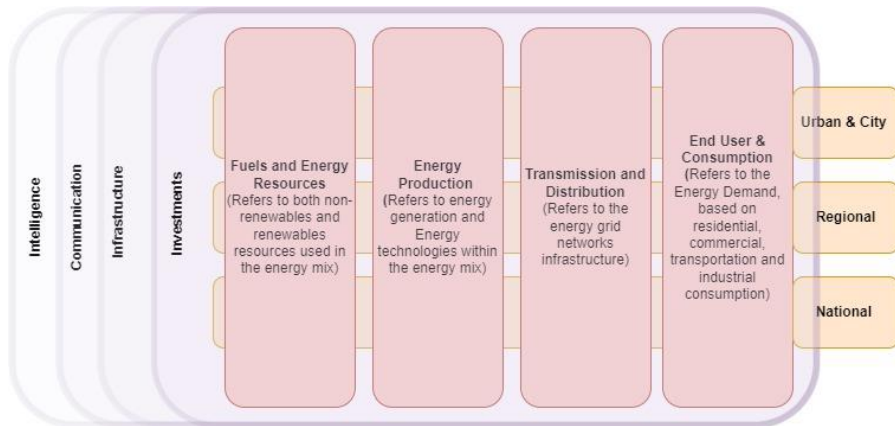 Intelligence
Communication
Infrastructure
Investments
Fuels and Energy
Resources
(Refers to both non-
renewables and
renewables
resources used in
the energy mix)
Energy
Production
(Refers to energy
generation and
Energy
technologies within
the energy mix)
Transmission and
Distribution
(Refers to the
energy grid
networks
infrastructure)
End User &
Consumption
(Refers to the
Energy Demand,
based on
residential,
commercial,
transportation and
industrial
consumption)
Urban & City
Regional
National